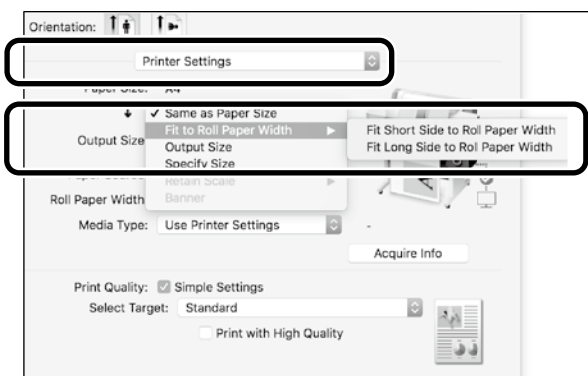 Orientation:
Printer Settings
Paper Size: A4
✓ Same as Paper Size
Fit to Roll Paper Width ▶ Fit Short Side to Roll Paper Width
Output Size Output Size Fit Long Side to Roll Paper Width
Specify Size
Retain Scale
Roll Paper Width Banner
Media Type: Use Printer Settings -
Acquire Info
Print Quality: Simple Settings
Select Target: Standard
Print with High Quality